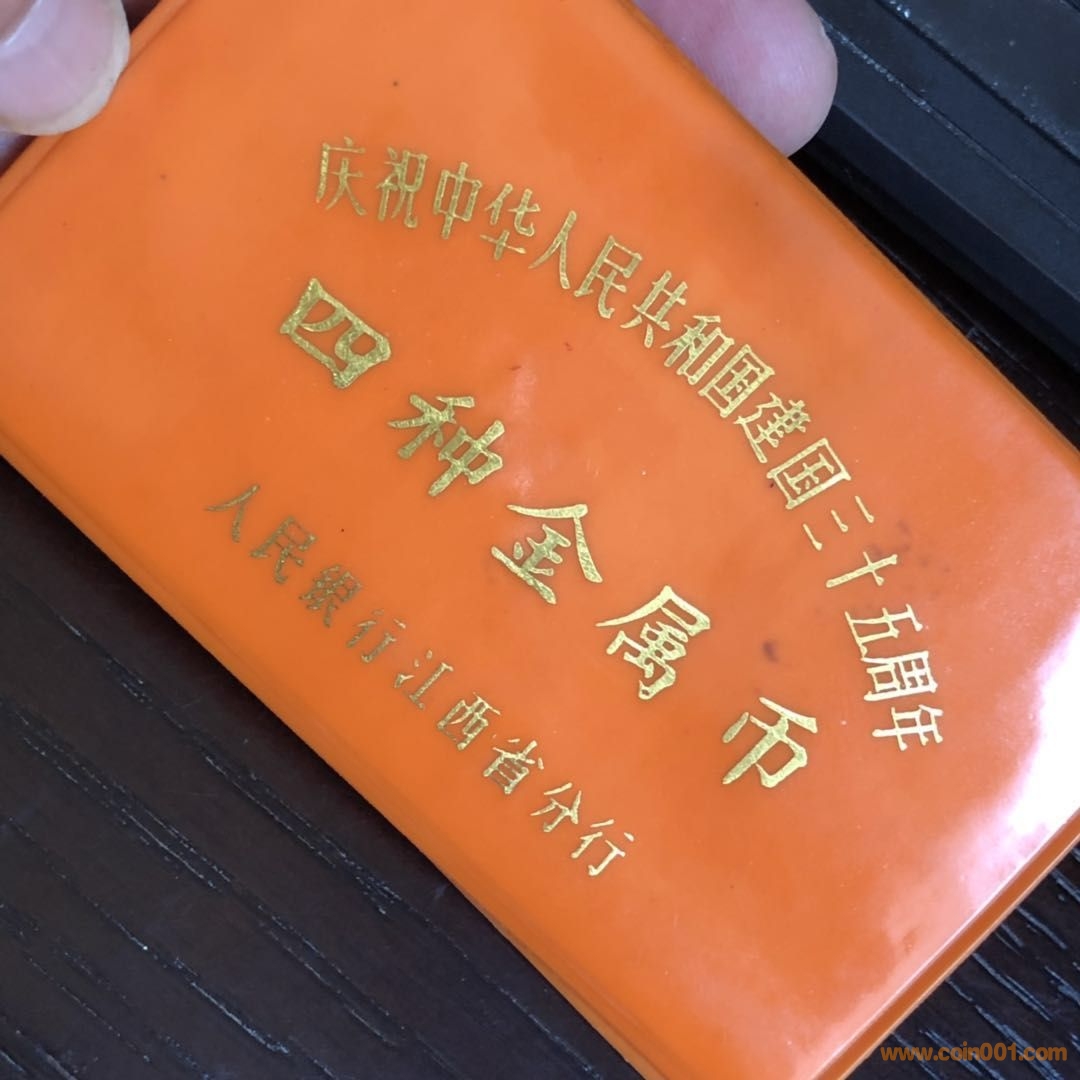 庆祝中华人民共和国建国三十五周年
四种金属币
人民银行江西省分行
www.coin001.com